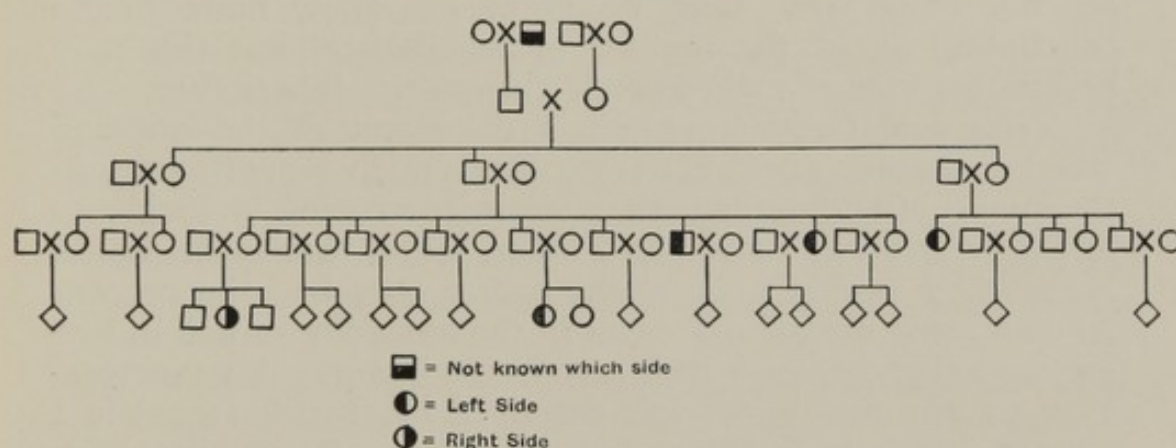 = Not known which side
= Left Side
= Right Side